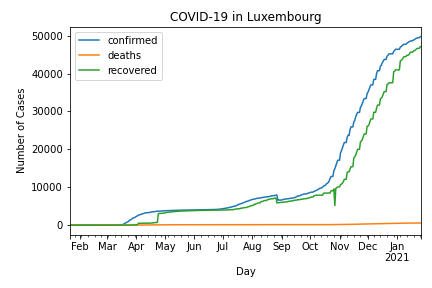 COVID-19 in Luxembourg
confirmed
deaths
recovered
Number of Cases
50000
40000
30000
20000
10000
0
Feb Mar Apr May Jun Jul Aug Sep Oct Nov Dec Jan
2021
Day